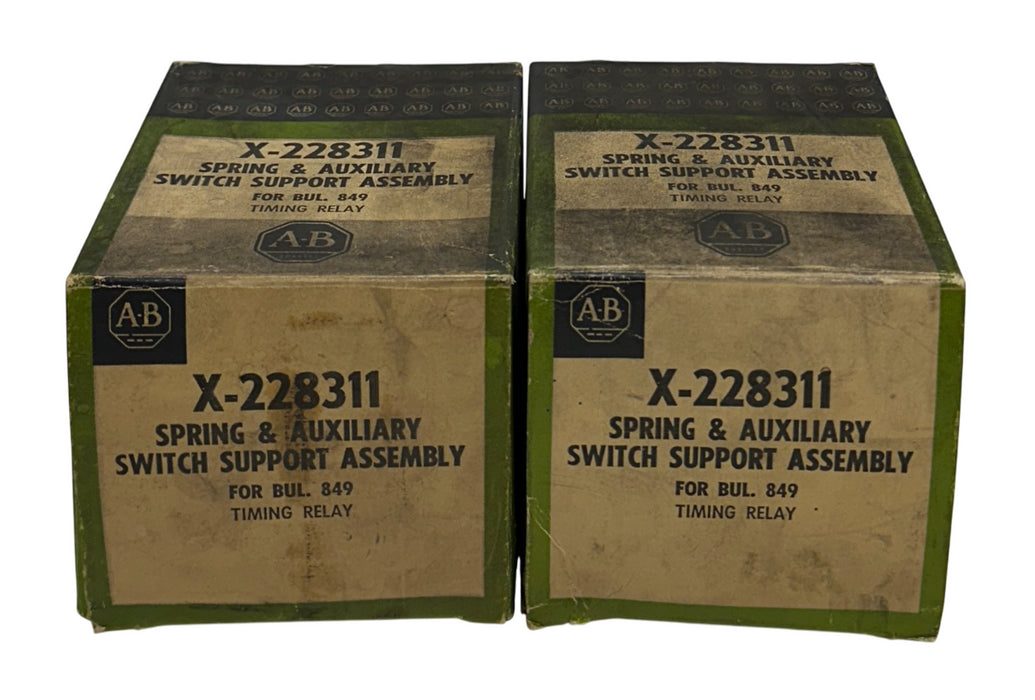 X-228311
SPRING & AUXILIARY
SWITCH SUPPORT ASSEMBLY
FOR BUL. 849
TIMING RELAY
A-B
A-B
X-228311
SPRING & AUXILIARY
SWITCH SUPPORT ASSEMBLY
FOR BUL. 849
TIMING RELAY
X-228311
SPRING & AUXILIARY
SWITCH SUPPORT ASSEMBLY
FOR BUL. 849
TIMING RELAY
A-B
A-B
X-228311
SPRING & AUXILIARY
SWITCH SUPPORT ASSEMBLY
FOR BUL. 849
TIMING RELAY